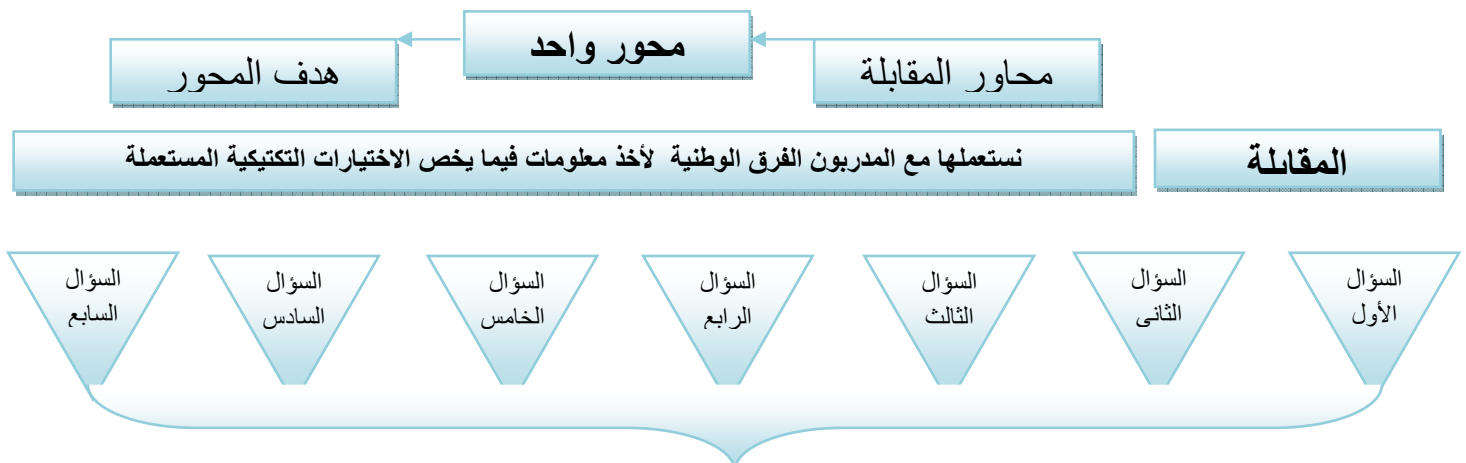 محاور المقابلة
محور واحد
هدف المحور
المقابلة
نستعملها مع المدربون الفرق الوطنية لأخذ معلومات فيما يخص الاختيارات التكتيكية المستعملة
السؤال
الأول
السؤال
الثاني
السؤال
الثالث
السؤال
الرابع
السؤال
الخامس
السؤال
السادس
السؤال
السابع